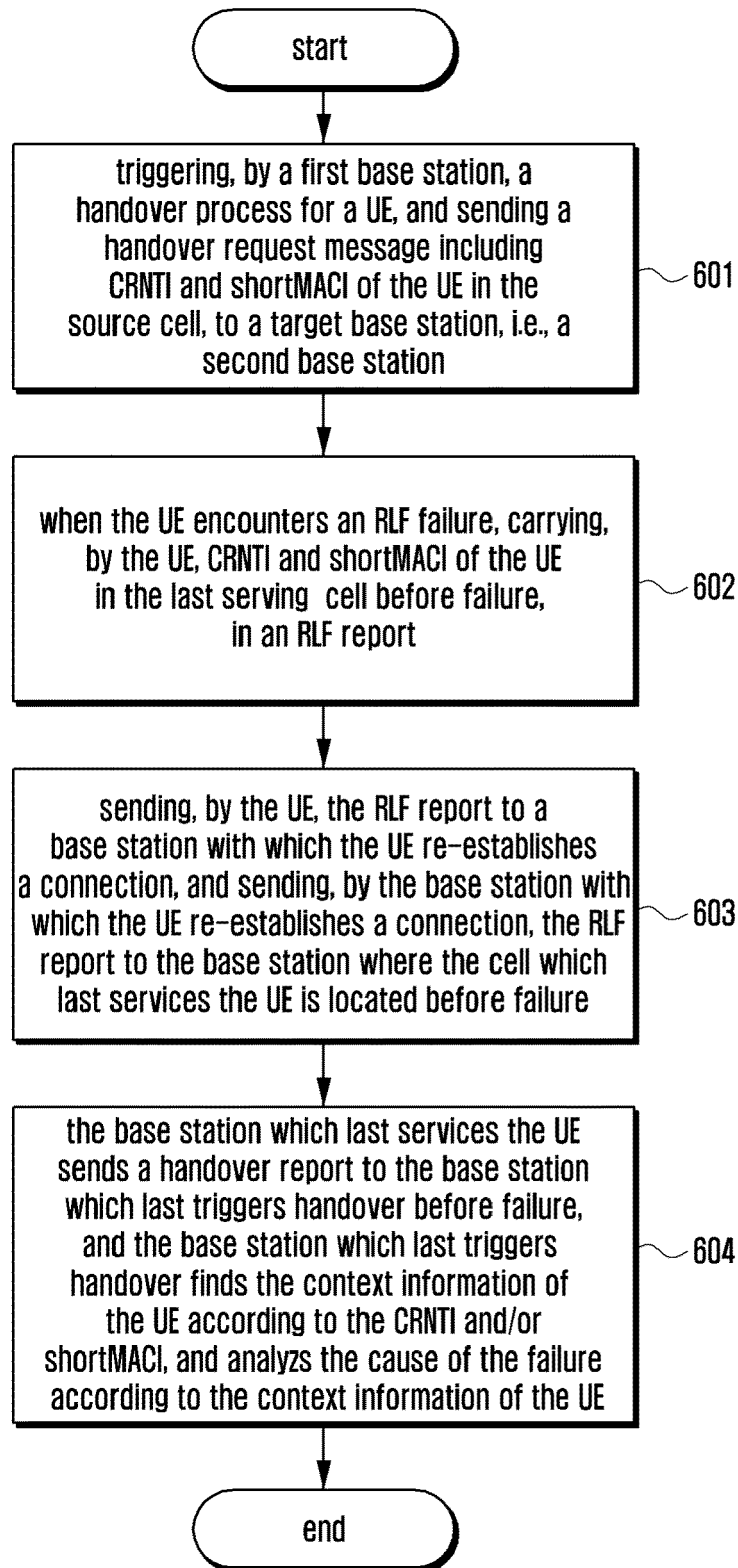 start
triggering, by a first base station, a
handover process for a UE, and sending a
handover request message including
CRNTI and shortMACI of the UE in the
source cell, to a target base station, i.e., a
second base station
601
when the UE encounters an RLF failure, carrying,
by the UE, CRNTI and shortMACI of the UE
in the last serving cell before failure,
in an RLF report
602
sending, by the UE, the RLF report to a
base station with which the UE re-establishes
a connection, and sending, by the base station with
which the UE re-establishes a connection, the RLF
report to the base station where the cell which
last services the UE is located before failure
603
the base station which last services the UE
sends a handover report to the base station
which last triggers handover before failure,
and the base station which last triggers
handover finds the context information of
the UE according to the CRNTI and/or
shortMACI, and analyzs the cause of the failure
according to the context information of the UE
604
end